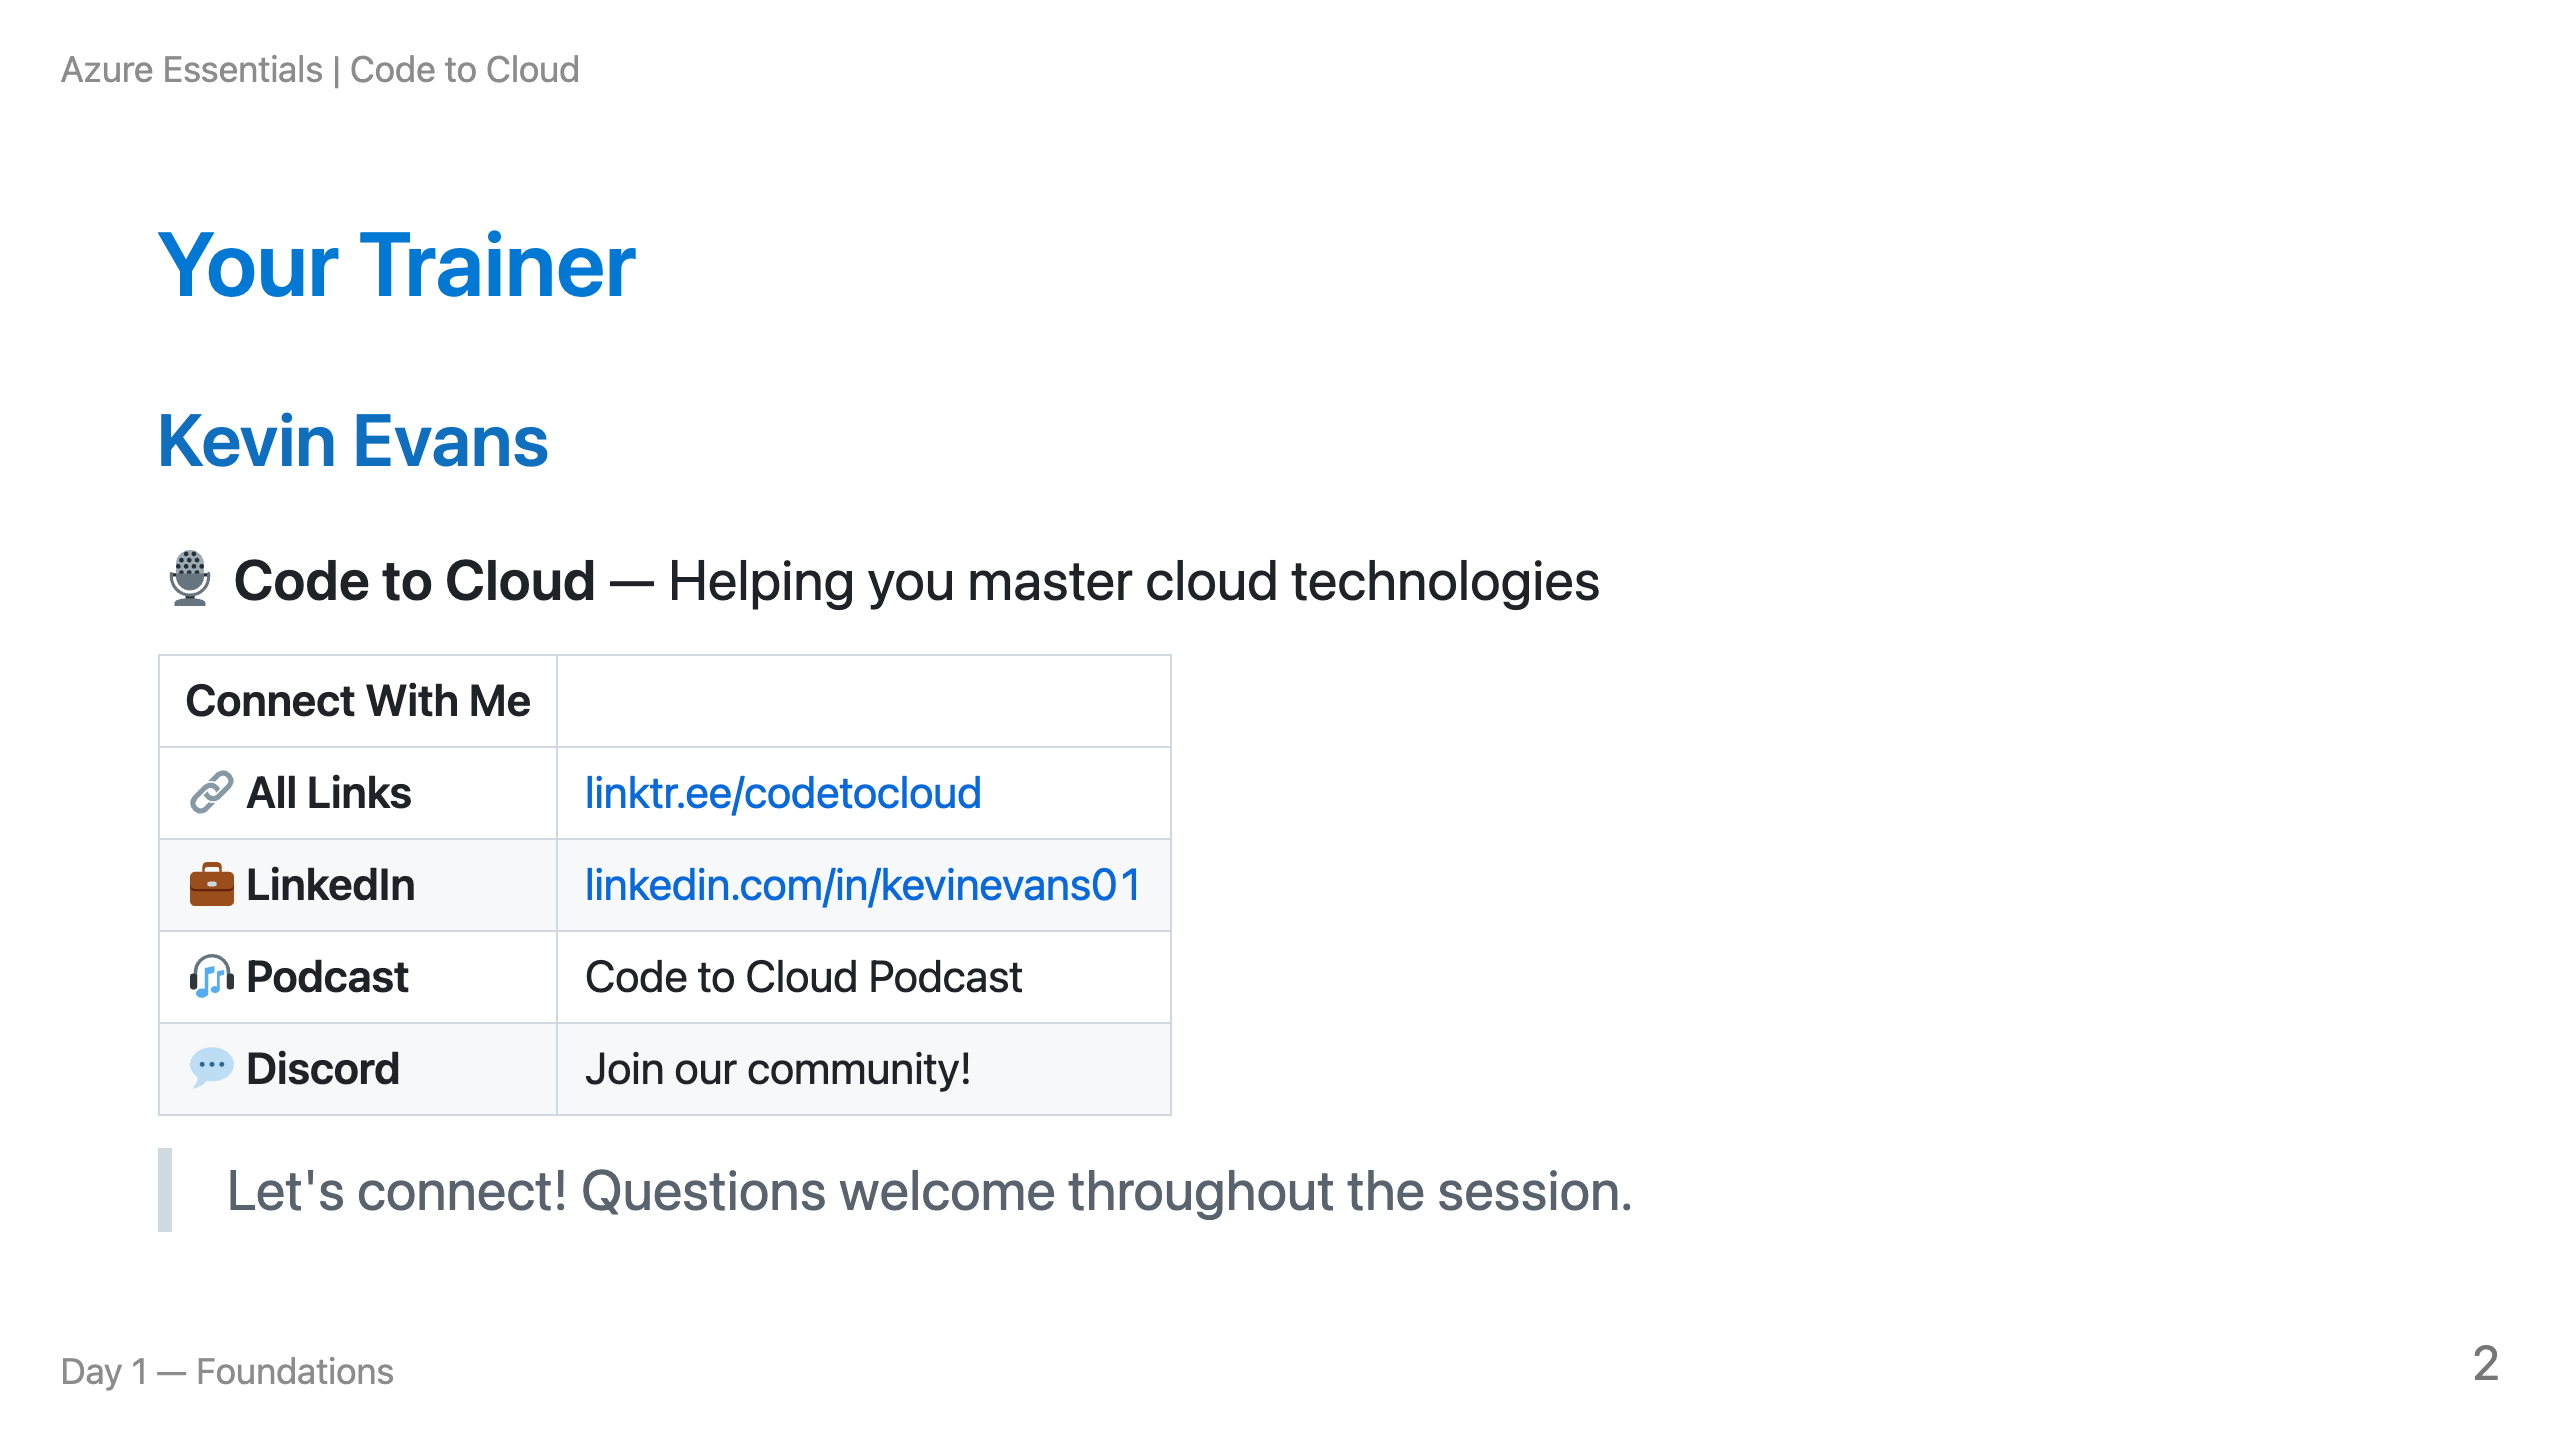 Azure Essentials | Code to Cloud
Your Trainer
Kevin Evans
Code to Cloud — Helping you master cloud technologies
Connect With Me
All Links linktr.ee/codetocloud
LinkedIn linkedin.com/in/kevinevans01
Podcast Code to Cloud Podcast
Discord Join our community!
Let's connect! Questions welcome throughout the session.
Day 1 — Foundations
2